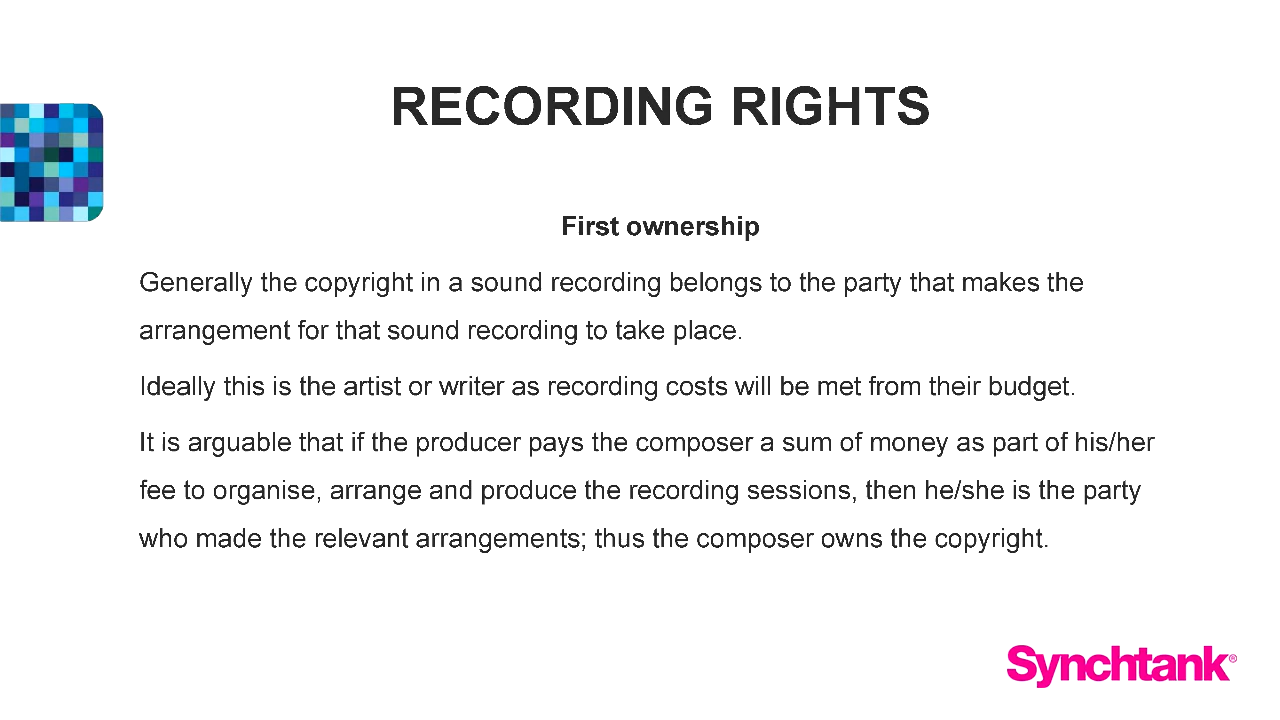 RECORDING RIGHTS
First ownership
Generally the copyright in a sound recording belongs to the party that makes the
arrangement for that sound recording to take place.
Ideally this is the artist or writer as recording costs will be met from their budget.
It is arguable that if the producer pays the composer a sum of money as part of his/her
fee to organise, arrange and produce the recording sessions, then he/she is the party
who made the relevant arrangements; thus the composer owns the copyright.
Synchtank®